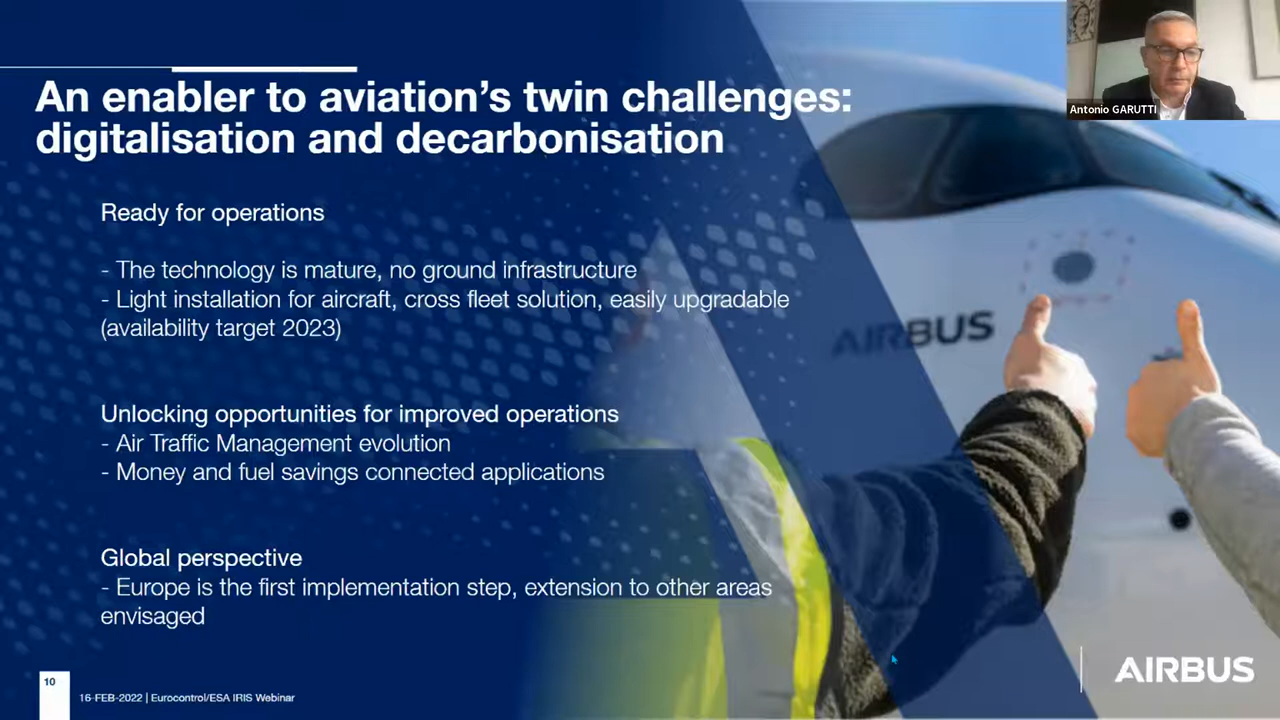 An enabler to aviation's twin challenges:
digitalisation and decarbonisation
Antonio GARUTTI
Ready for operations
- The technology is mature, no ground infrastructure
- Light installation for aircraft, cross fleet solution, easily upgradable
(availability target 2023)
AIRBUS
Unlocking opportunities for improved operations
- Air Traffic Management evolution
- Money and fuel savings connected applications
Global perspective
- Europe is the first implementation step, extension to other areas
envisaged
10
16-FEB-2022 | Eurocontrol/ESA IRIS Webinar
AIRBUS